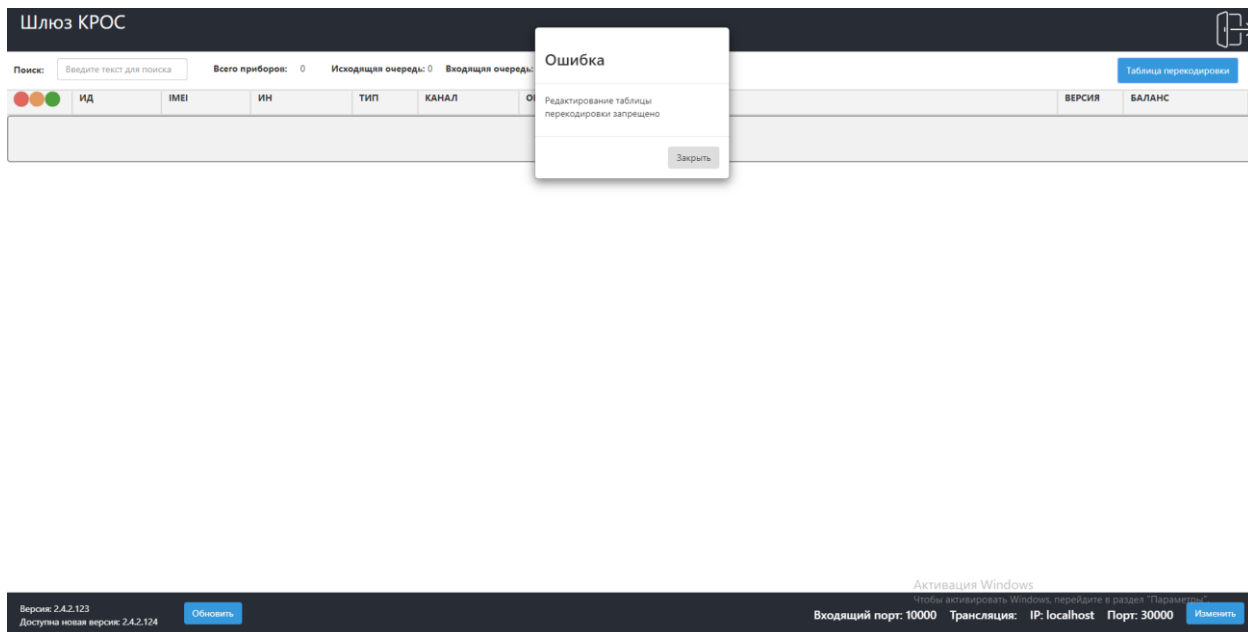 Шлюз КРОС
Поиск: Введите текст для поиска Всего приборов: 0 Исходящяя очередь: 0 Входящяя очередь:
Таблица перекодировки
ИД IMEI ИН ТИП КАНАЛ ВЕРСИЯ БАЛАНС
Ошибка
Редактирование таблицы
перекодировки запрещено
Закрыть
Активация Windows
Чтобы активировать Windows, перейдите в раздел "Параметры".
Версия: 2.4.2.123
Доступна новая версия: 2.4.2.124
Обновить
Входящий порт: 10000 Трансляция: IP: localhost Порт: 30000 Изменить